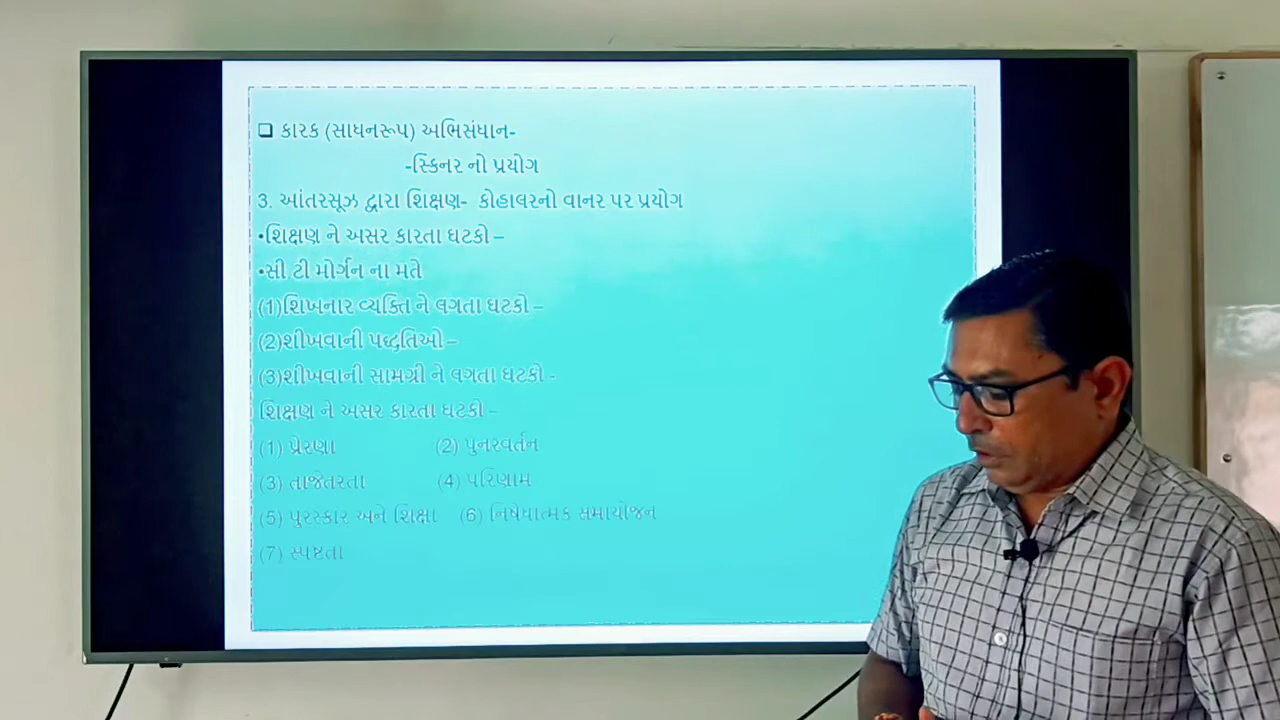 ❑ કારક (સાધનરૂપ) અભિસંધાન-
-સ્કિનર નો પ્રયોગ
3. આંતરસૂઝ દ્વારા શિક્ષણ- કોહાલરનો વાનર પર પ્રયોગ
•શિક્ષણ ને અસર કારતા ઘટકો –
•સી ટી મોર્ગન ના મતે
(1)શિખનાર વ્યક્તિ ને લગતા ઘટકો –
(2)શીખવાની પધ્ધતિઓ –
(3)શીખવાની સામગ્રી ને લગતા ઘટકો -
શિક્ષણ ને અસર કારતા ઘટકો –
(1) પ્રેરણા (2) પુનરવર્તન
(3) તાજેતરતા (4) પરિણામ
(5) પુરસ્કાર અને શિક્ષા (6) નિષેધાત્મક સમાયોજન
(7) સ્પષ્ટતા